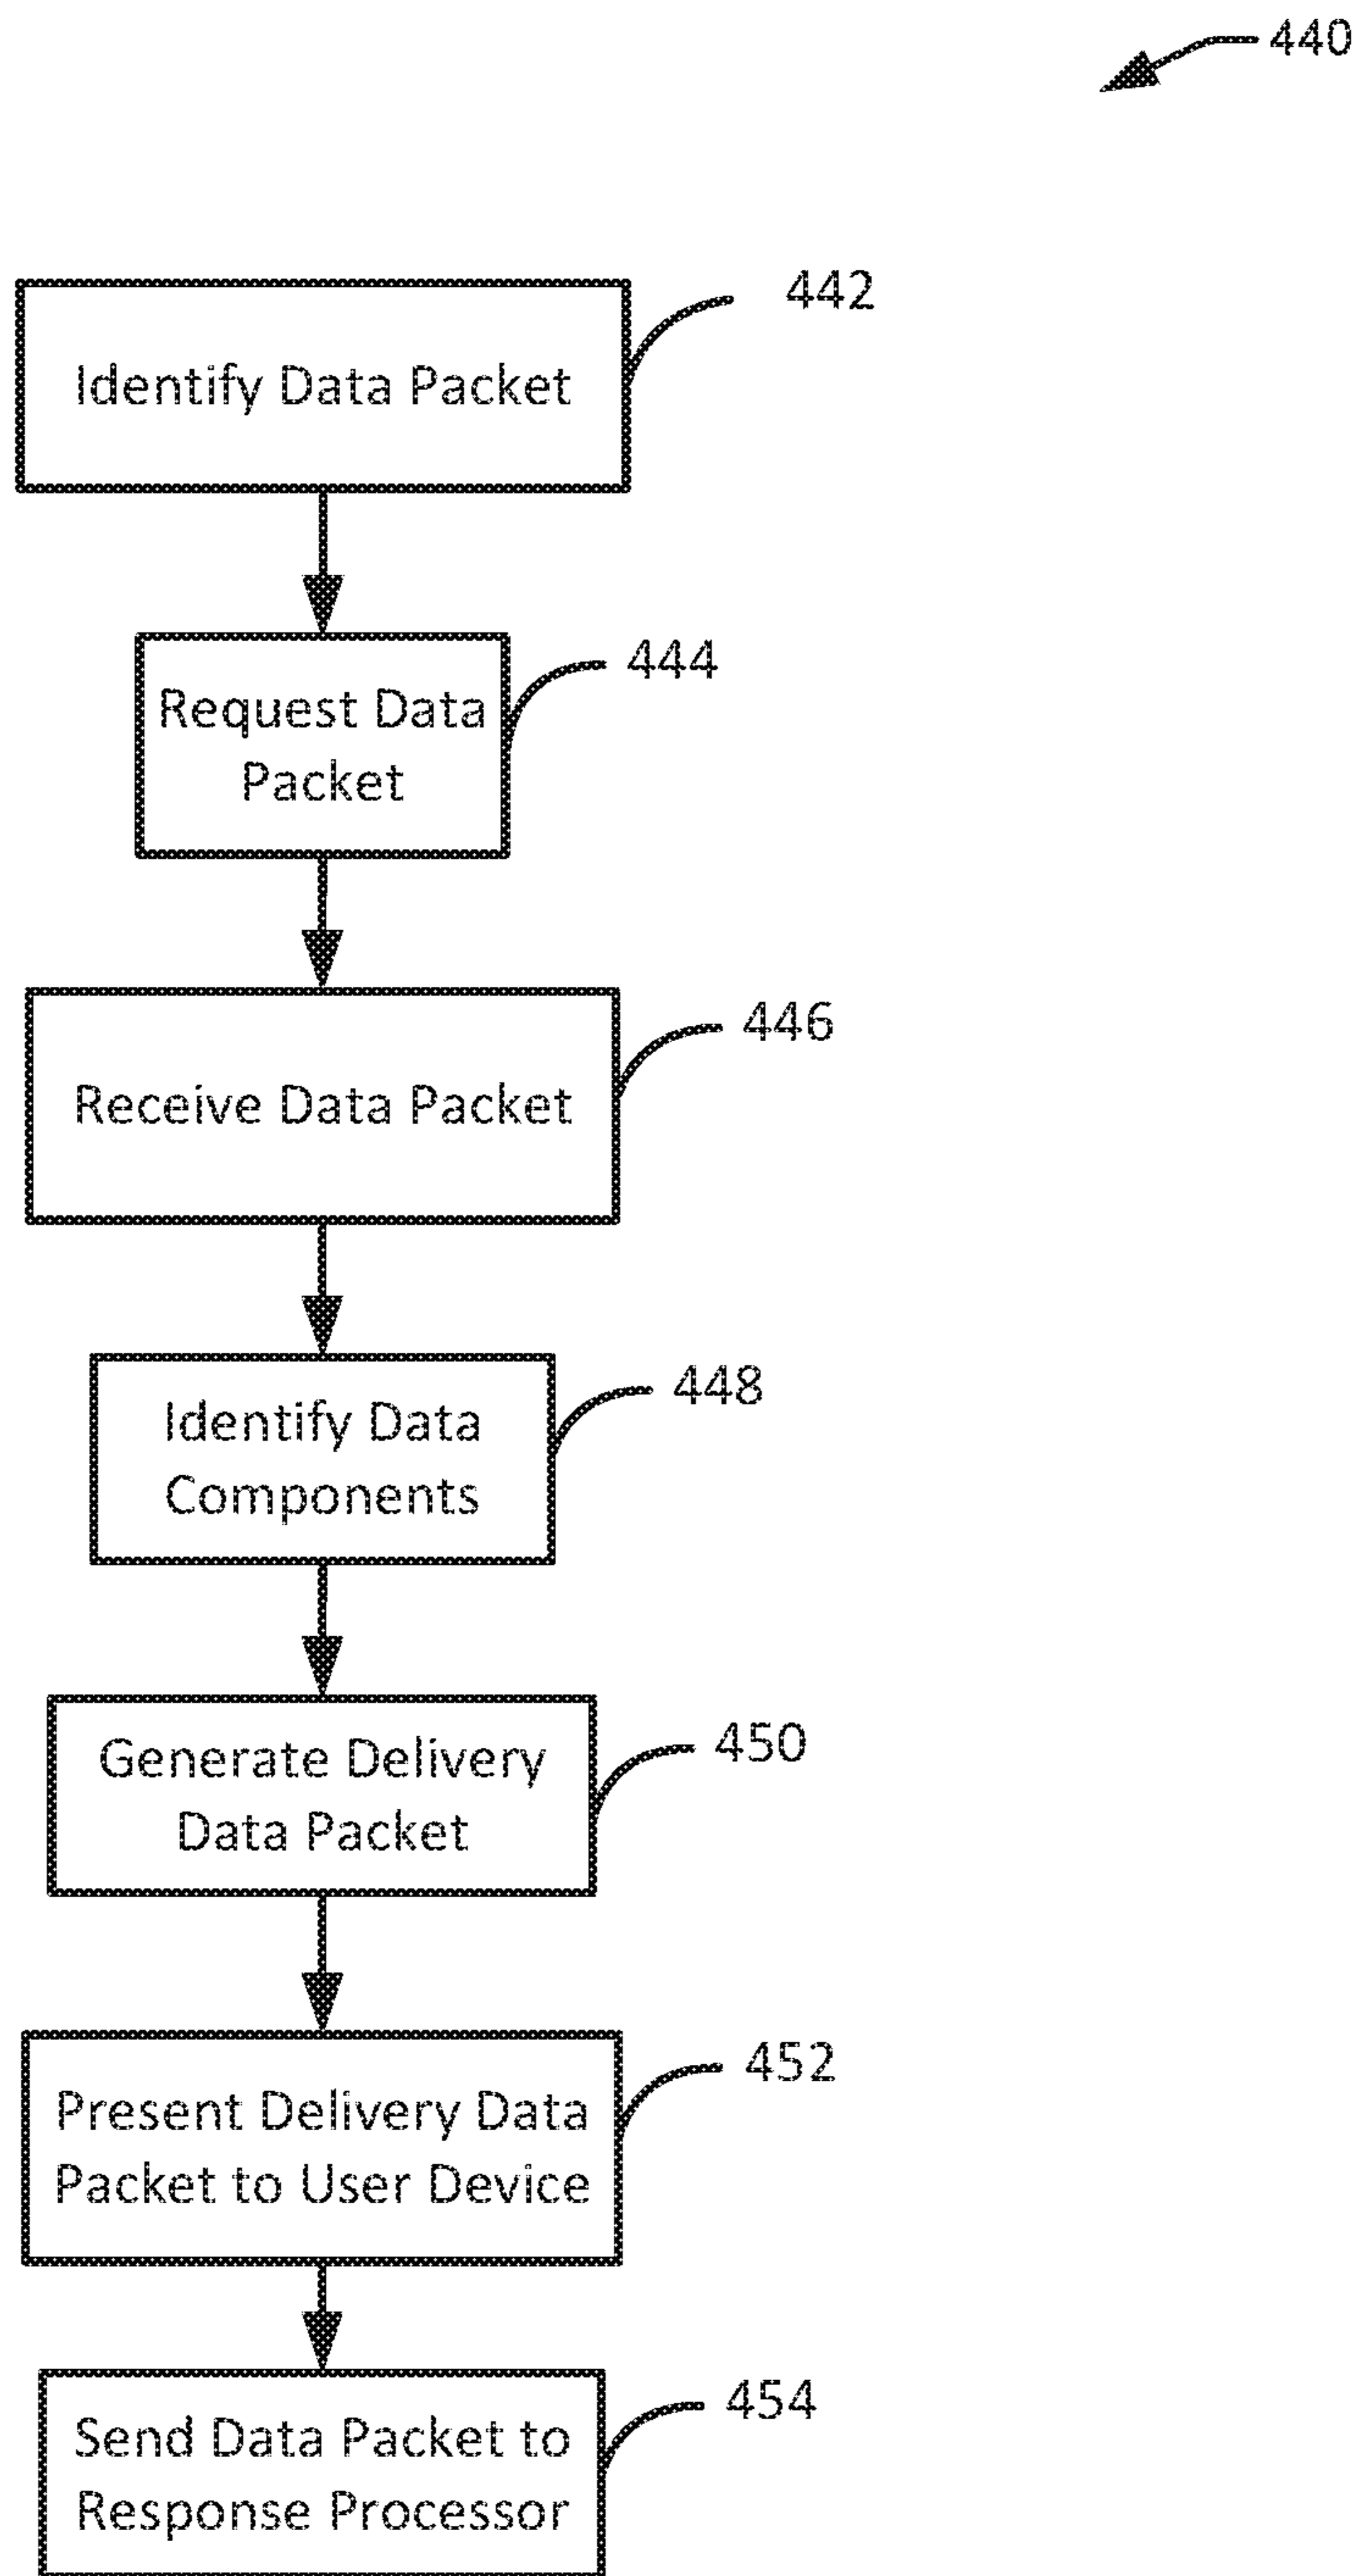 440
442
Identify Data Packet
444
Request Data
Packet
446
Receive Data Packet
448
Identify Data
Components
450
Generate Delivery
Data Packet
452
Present Delivery Data
Packet to User Device
454
Send Data Packet to
Response Processor